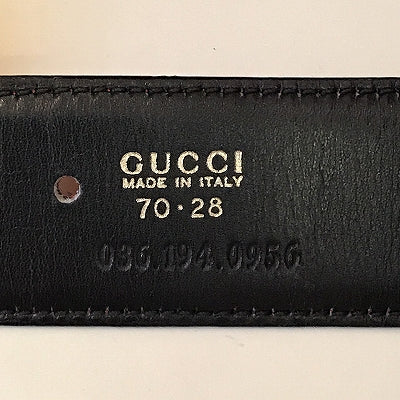 GUCCI
MADE IN ITALY
70·28
036.194.0956